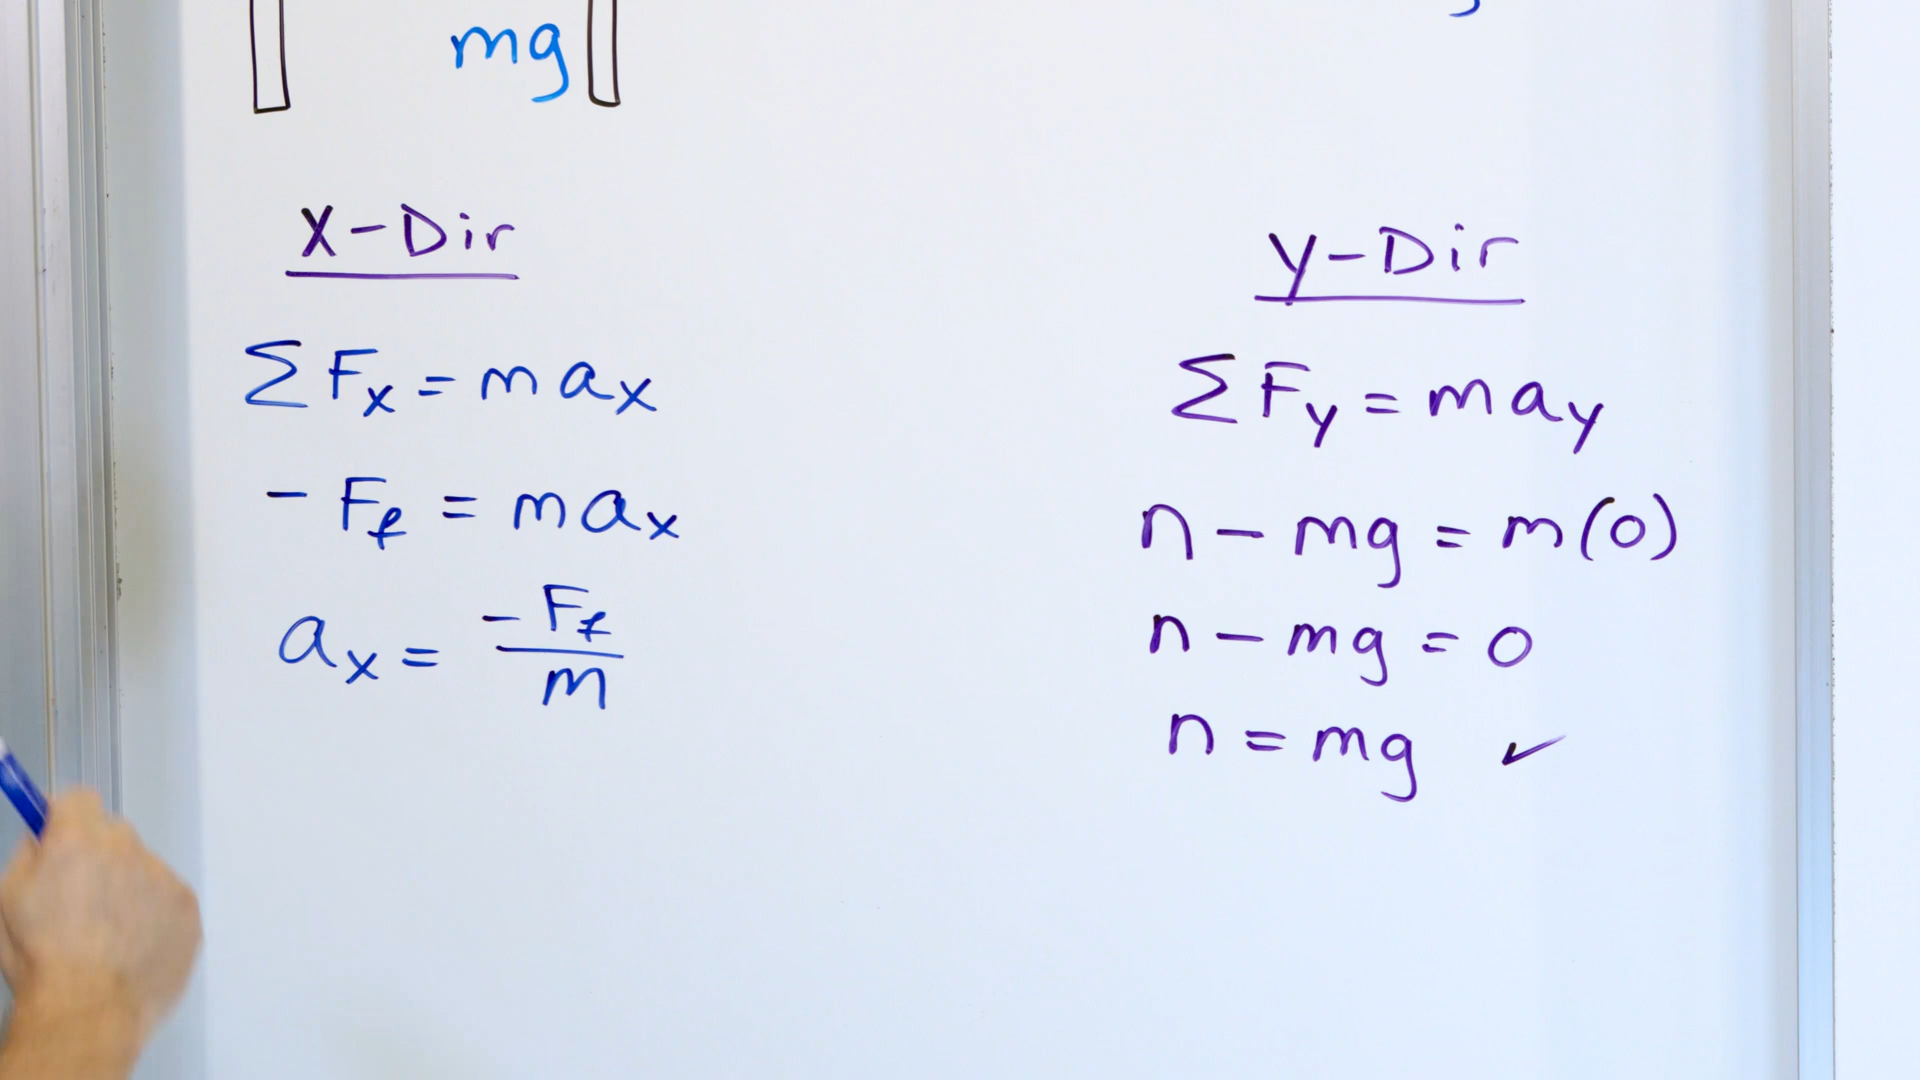 mg
X-Dir
ΣFx = max
- Ff = max
ax = -Ff/m
y-Dir
ΣFy = may
n - mg = m(0)
n - mg = 0
n = mg ✓